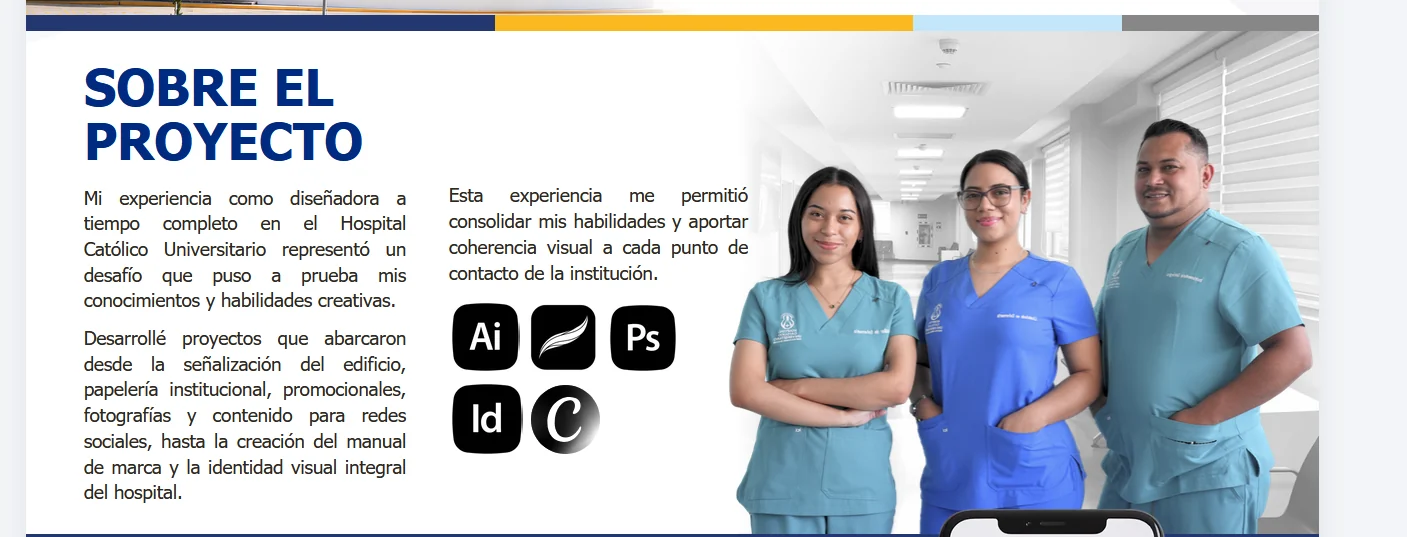 SOBRE EL
PROYECTO
Mi experiencia como diseñadora a
tiempo completo en el Hospital
Católico Universitario representó un
desafío que puso a prueba mis
conocimientos y habilidades creativas.
Desarrollé proyectos que abarcaron
desde la señalización del edificio,
papelería institucional, promocionales,
fotografías y contenido para redes
sociales, hasta la creación del manual
de marca y la identidad visual integral
del hospital.
Esta experiencia me permitió
consolidar mis habilidades y aportar
coherencia visual a cada punto de
contacto de la institución.
Ai
Ps
Id
C